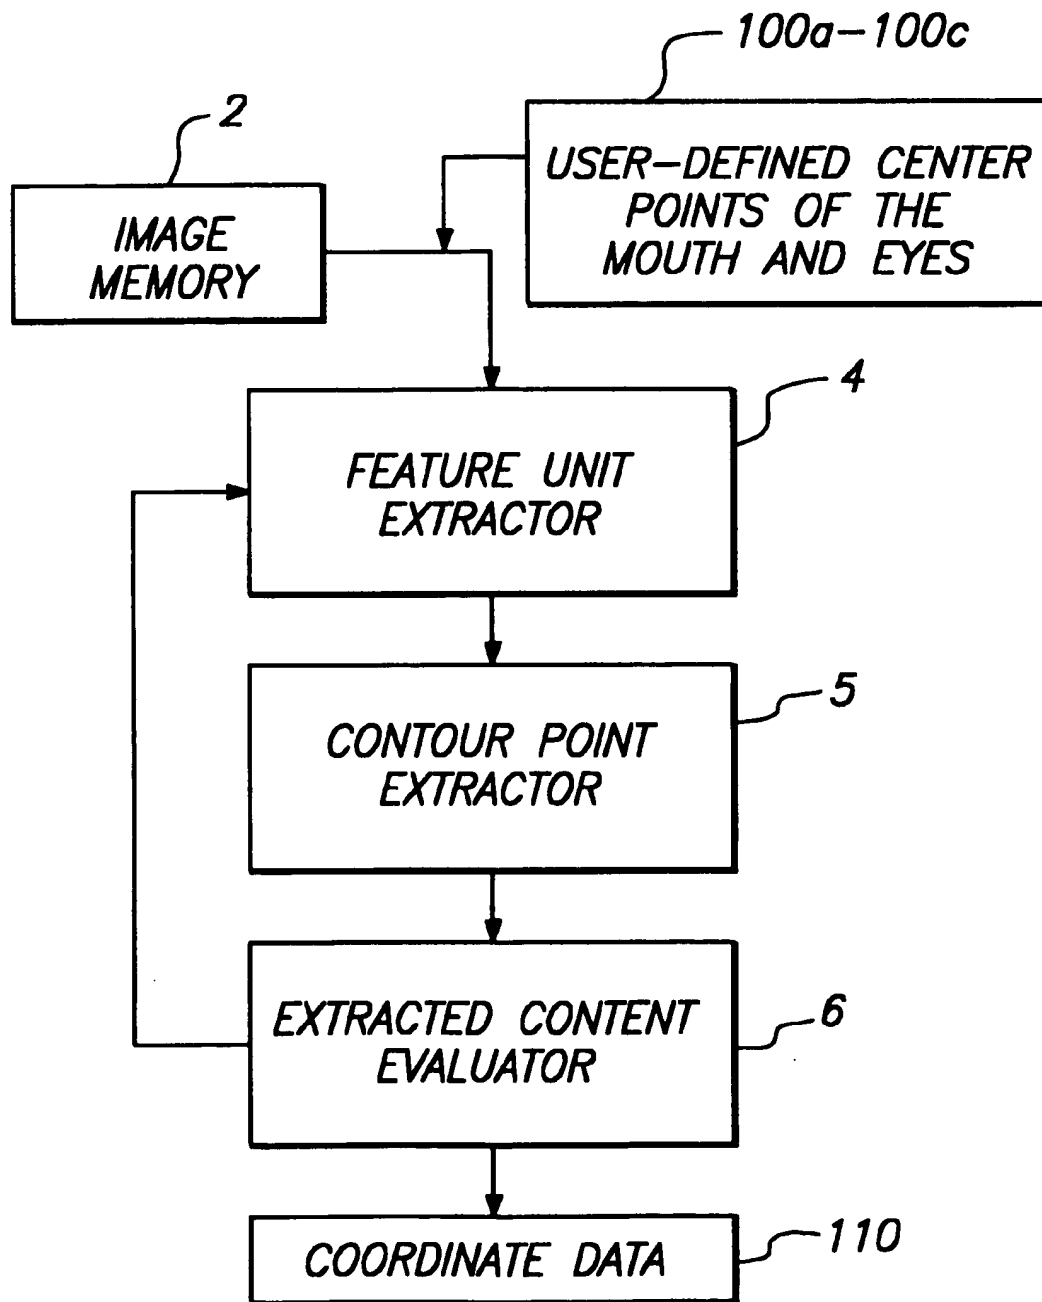 100a-100c
2
USER-DEFINED CENTER
POINTS OF THE
MOUTH AND EYES
IMAGE
MEMORY
4
FEATURE UNIT
EXTRACTOR
5
CONTOUR POINT
EXTRACTOR
6
EXTRACTED CONTENT
EVALUATOR
110
COORDINATE DATA